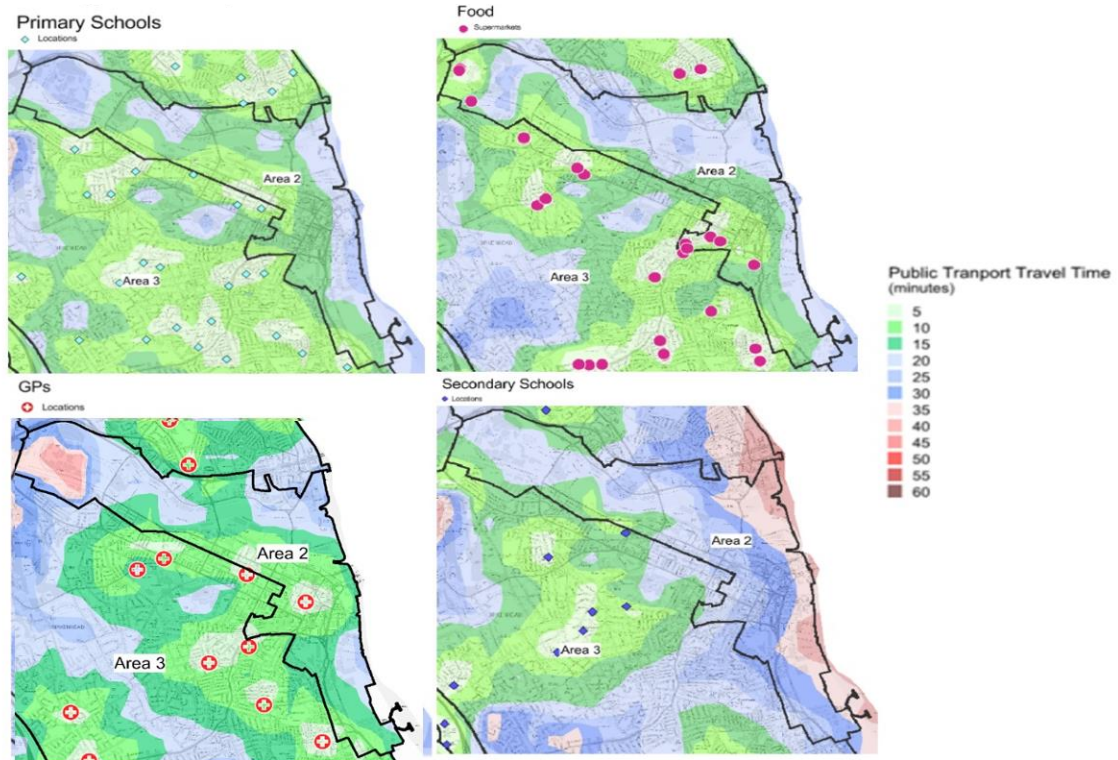 Primary Schools
Locations
Area 2
Area 3
Food
Supermarkets
Area 2
Area 3
GPs
Locations
Area 2
Area 3
Secondary Schools
Locations
Area 2
Area 3
Public Tranport Travel Time
(minutes)
5
10
15
20
25
30
35
40
45
50
55
60